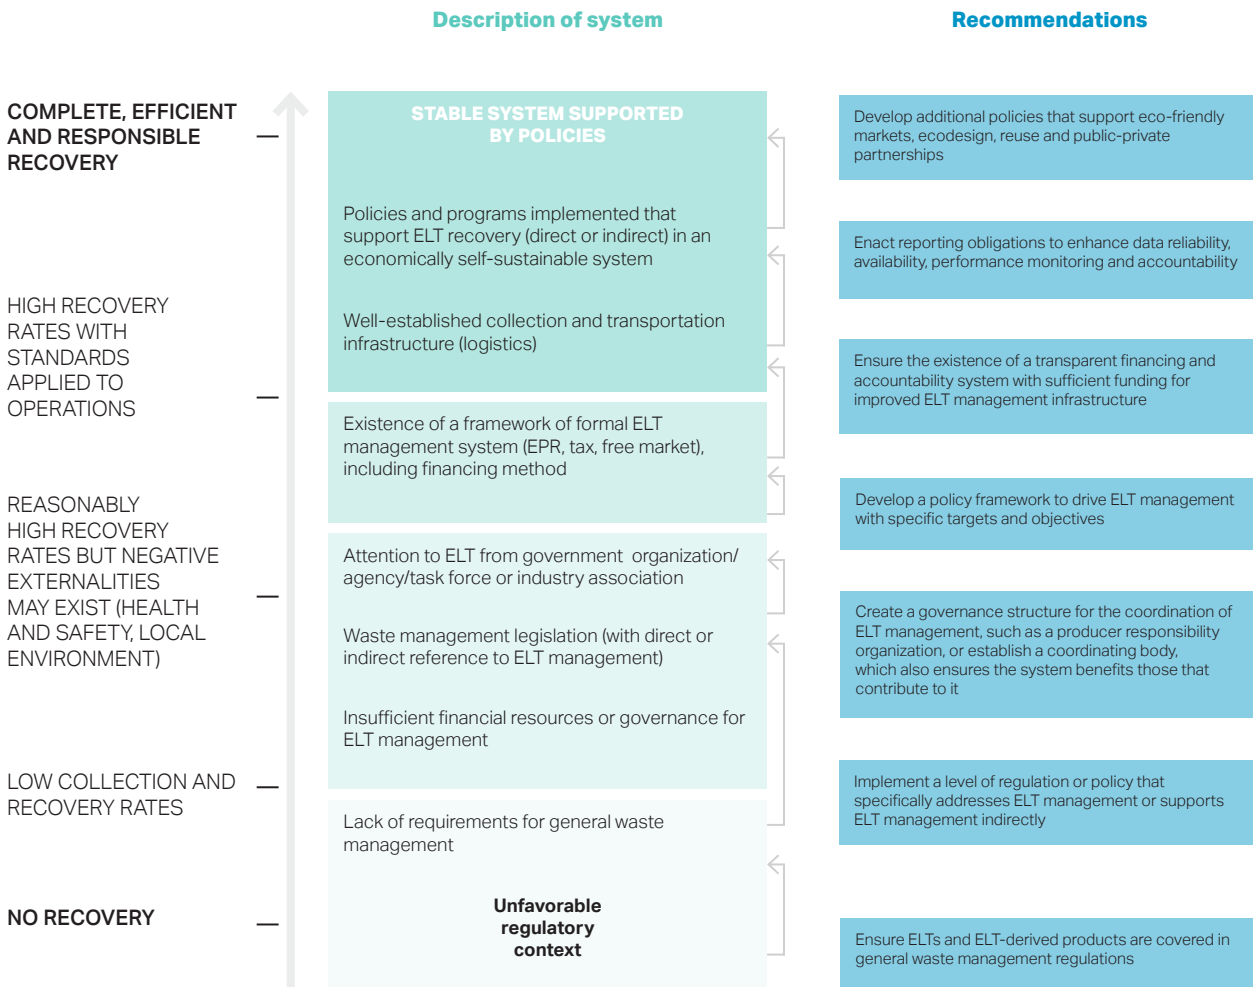 Description of system
Recommendations
COMPLETE, EFFICIENT
AND RESPONSIBLE
RECOVERY
HIGH RECOVERY
RATES WITH
STANDARDS
APPLIED TO
OPERATIONS
REASONABLY
HIGH RECOVERY
RATES BUT NEGATIVE
EXTERNALITIES
MAY EXIST (HEALTH
AND SAFETY, LOCAL
ENVIRONMENT)
LOW COLLECTION AND
RECOVERY RATES
NO RECOVERY
STABLE SYSTEM SUPPORTED
BY POLICIES
Policies and programs implemented that
support ELT recovery (direct or indirect) in an
economically self-sustainable system
Well-established collection and transportation
infrastructure (logistics)
Existence of a framework of formal ELT
management system (EPR, tax, free market),
including financing method
Attention to ELT from government organization/
agency/task force or industry association
Waste management legislation (with direct or
indirect reference to ELT management)
Insufficient financial resources or governance for
ELT management
Lack of requirements for general waste
management
Unfavorable
regulatory
context
Develop additional policies that support eco-friendly
markets, ecodesign, reuse and public-private
partnerships
Enact reporting obligations to enhance data reliability,
availability, performance monitoring and accountability
Ensure the existence of a transparent financing and
accountability system with sufficient funding for
improved ELT management infrastructure
Develop a policy framework to drive ELT management
with specific targets and objectives
Create a governance structure for the coordination of
ELT management, such as a producer responsibility
organization, or establish a coordinating body,
which also ensures the system benefits those that
contribute to it
Implement a level of regulation or policy that
specifically addresses ELT management or supports
ELT management indirectly
Ensure ELTs and ELT-derived products are covered in
general waste management regulations